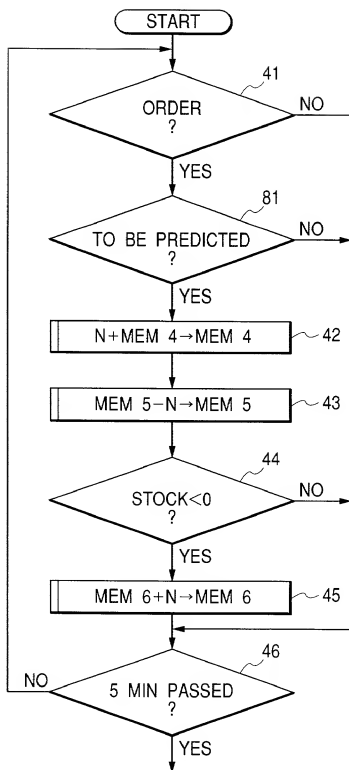 START
41
ORDER
?
NO
YES
81
TO BE PREDICTED
?
NO
YES
N+MEM 4→MEM 4
42
MEM 5-N→MEM 5
43
44
STOCK<0
?
NO
YES
MEM 6+N→MEM 6
45
46
NO
5 MIN PASSED
?
YES